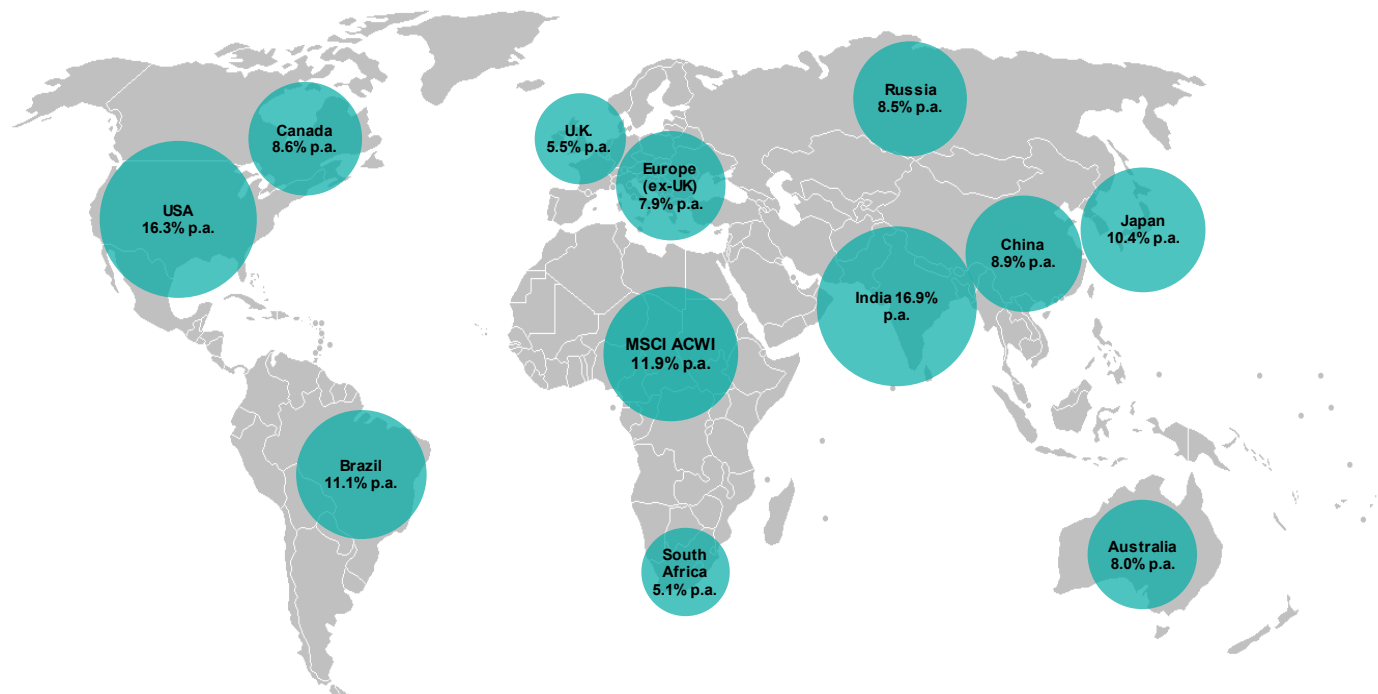 Russia
8.5% p.a.
Canada
8.6% p.a.
U.K.
5.5% p.a.
Europe
(ex-UK)
7.9% p.a.
USA
16.3% p.a.
Japan
10.4% p.a.
China
8.9% p.a.
India 16.9%
p.a.
MSCI ACWI
11.9% p.a.
Brazil
11.1% p.a.
South
Africa
5.1% p.a.
Australia
8.0% p.a.